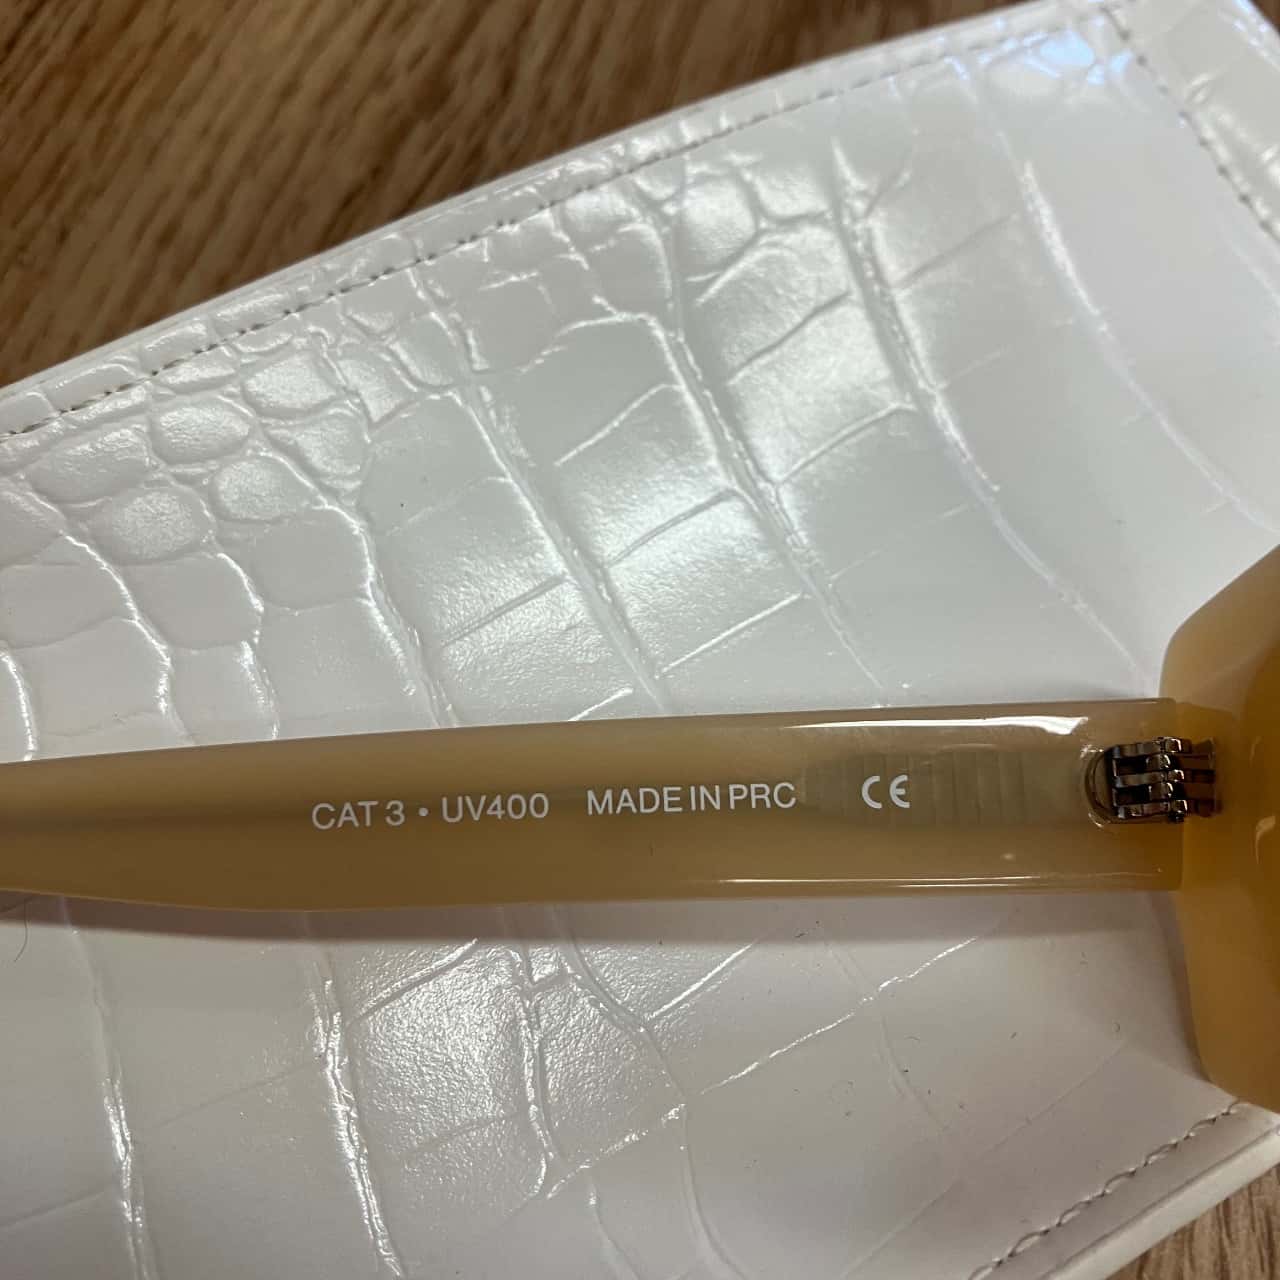 CAT 3 • UV400 MADE IN PRC CE